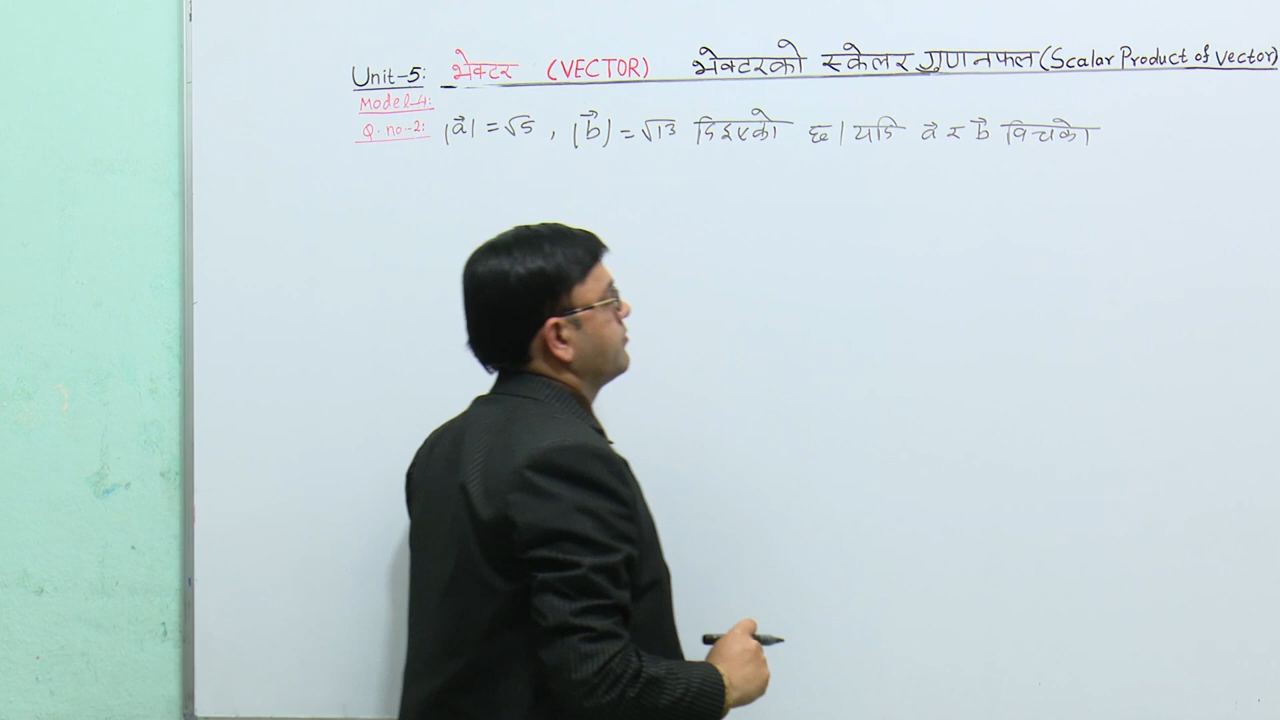 Unit-5: भेक्टर (VECTOR) भेक्टरको स्केलर गुणनफल (Scalar Product of Vector)
Model-4:
Q.no-2: |a⃗| = √5 , |b⃗| = √13 दिइएको छ । यदि a⃗ र b⃗ विचको